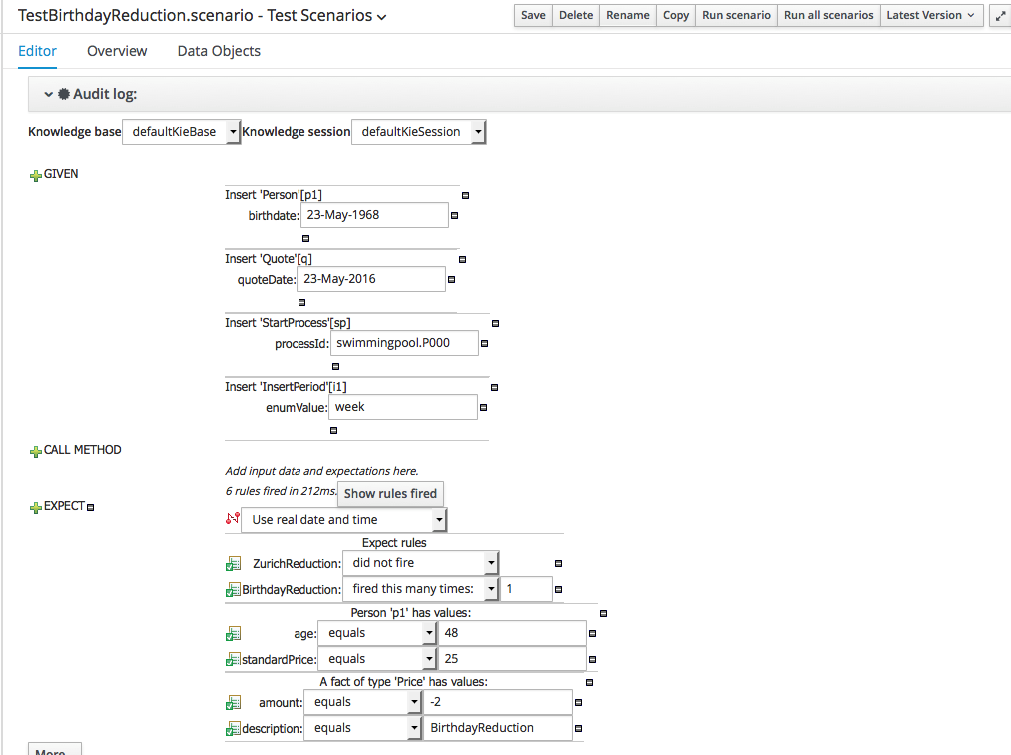 TestBirthdayReduction.scenario - Test Scenarios
Save Delete Rename Copy Run scenario Run all scenarios Latest Version
Editor Overview Data Objects
Audit log:
Knowledge base defaultKieBase Knowledge session defaultKieSession
GIVEN
Insert 'Person'[p1]
birthdate: 23-May-1968
Insert 'Quote'[q]
quoteDate: 23-May-2016
Insert 'StartProcess'[sp]
processId: swimmingpool.P000
Insert 'InsertPeriod'[i1]
enumValue: week
CALL METHOD
Add input data and expectations here.
6 rules fired in 212ms. Show rules fired
EXPECT
Use real date and time
Expect rules
ZurichReduction: did not fire
BirthdayReduction: fired this many times: 1
Person 'p1' has values:
age: equals 48
standardPrice: equals 25
A fact of type 'Price' has values:
amount: equals -2
description: equals BirthdayReduction
More